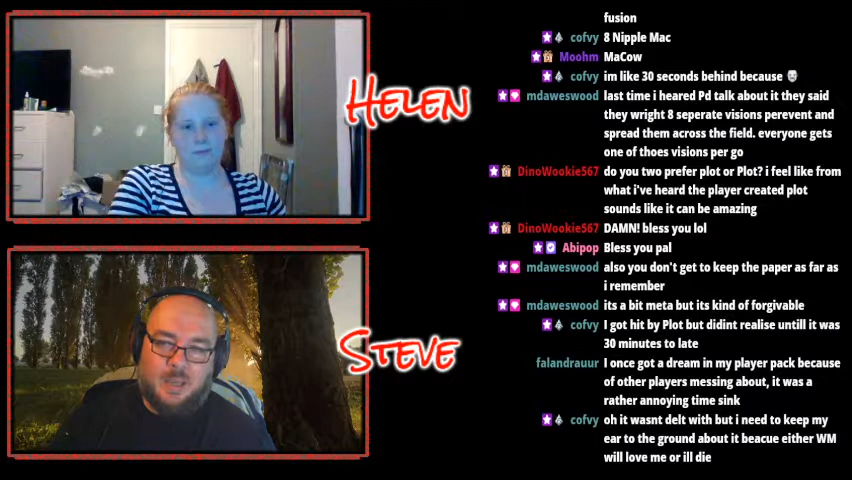 Helen
Steve
fusion
cofvy 8 Nipple Mac
Moohm MaCow
cofvy im like 30 seconds behind because
mdaweswood last time i heared Pd talk about it they said
they wright 8 seperate visions perevent and
spread them across the field. everyone gets
one of thoes visions per go
DinoWookie567 do you two prefer plot or Plot? i feel like from
what i've heard the player created plot
sounds like it can be amazing
DinoWookie567 DAMN! bless you lol
Abipop Bless you pal
mdaweswood also you don't get to keep the paper as far as
i remember
mdaweswood its a bit meta but its kind of forgivable
cofvy I got hit by Plot but didint realise untill it was
30 minutes to late
falandrauur I once got a dream in my player pack because
of other players messing about, it was a
rather annoying time sink
cofvy oh it wasnt delt with but i need to keep my
ear to the ground about it beacue either WM
will love me or ill die